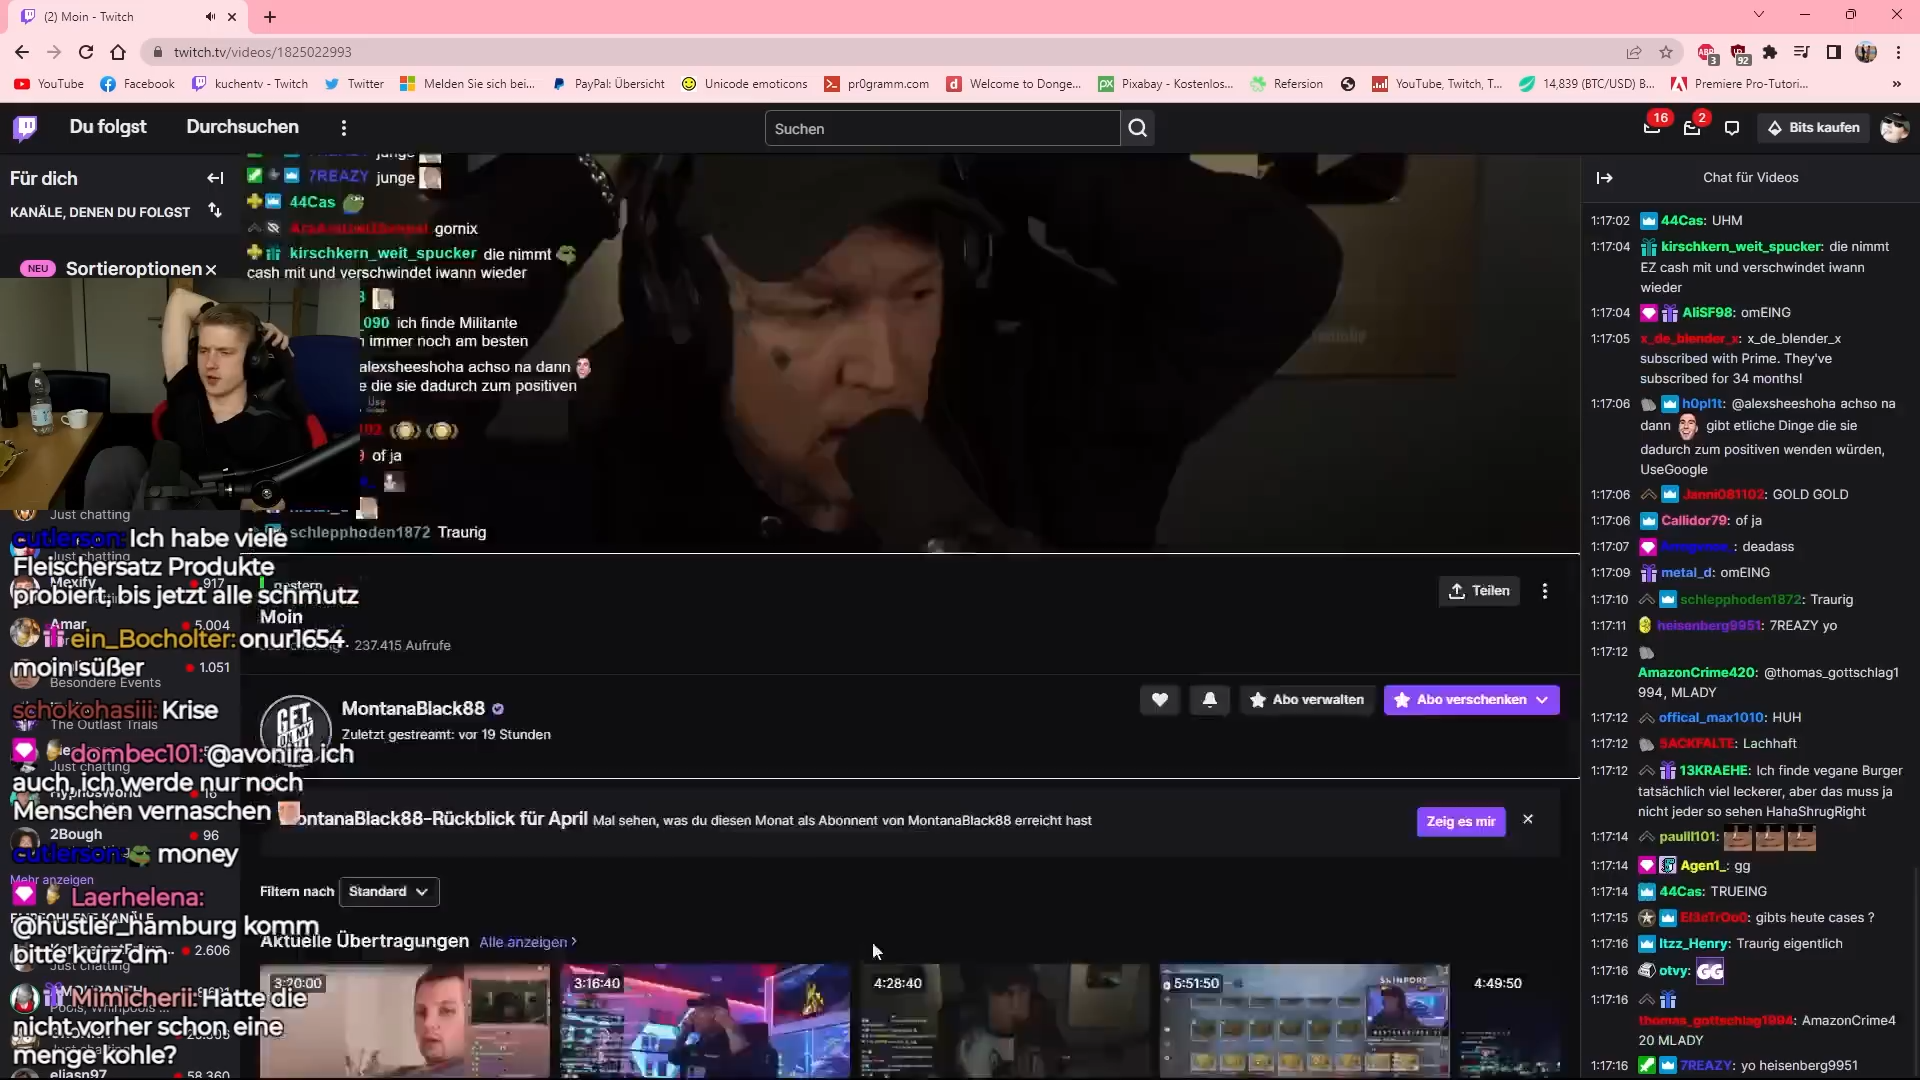 (2) Moin - Twitch
twitch.tv/videos/1825022993
3
92
YouTube
Facebook
kuchentv - Twitch
Twitter
Melden Sie sich bei...
PayPal: Übersicht
Unicode emoticons
pr0gramm.com
Welcome to Donge...
Pixabay - Kostenlos...
Refersion
YouTube, Twitch, T...
14,839 (BTC/USD) B...
Premiere Pro-Tutori...
Du folgst
Durchsuchen
Suchen
16
2
Bits kaufen
Für dich
KANÄLE, DENEN DU FOLGST
NEU
Sortieroptionen
7REAZY junge
44Cas
gornix
kirschkern_weit_spucker die nimmt
cash mit und verschwindet iwann wieder
_090 ich finde Militante
immer noch am besten
alexsheeshoha achso na dann
e die sie dadurch zum positiven
of ja
schlepphoden1872 Traurig
Just chatting
cutlerson: Ich habe viele
Fleischersatz Produkte
probiert, bis jetzt alle schmutz
Mexify
917
Amar
5.004
ein_Bocholter: onur1654
moin süßer
1.051
Besondere Events
schokohasiii: Krise
The Outlast Trials
dombec101: @avonira ich
Just chatting
auch, ich werde nur noch
Menschen vernaschen
2Bough
96
cutlerson: money
Mehr anzeigen
Laerhelena:
@hustler_hamburg komm
bitte kurz dm
2.606
Just chatting
Mimicherii: Hätte die
nicht vorher schon eine
menge kohle?
eliasn97
58.360
gestern
Moin
237.415 Aufrufe
Teilen
GET
ON MY
MontanaBlack88
Zuletzt gestreamt: vor 19 Stunden
Abo verwalten
Abo verschenken
ontanaBlack88-Rückblick für April Mal sehen, was du diesen Monat als Abonnent von MontanaBlack88 erreicht hast
Zeig es mir
Filtern nach
Standard
Aktuelle Übertragungen
Alle anzeigen
3:20:00
3:16:40
4:28:40
5:51:50
SKINPORT
4:49:50
Chat für Videos
1:17:02 44Cas: UHM
1:17:04 kirschkern_weit_spucker: die nimmt
EZ cash mit und verschwindet iwann
wieder
1:17:04 AliSF98: omEING
1:17:05 x_de_blender_x: x_de_blender_x
subscribed with Prime. They've
subscribed for 34 months!
1:17:06 h0pl1t: @alexsheeshoha achso na
dann gibt etliche Dinge die sie
dadurch zum positiven wenden würden,
UseGoogle
1:17:06 Janni081102: GOLD GOLD
1:17:06 Callidor79: of ja
1:17:07 : deadass
1:17:09 metal_d: omEING
1:17:10 schlepphoden1872: Traurig
1:17:11 heisenberg9951: 7REAZY yo
1:17:12
AmazonCrime420: @thomas_gottschlag1
994, MLADY
1:17:12 offical_max1010: HUH
1:17:12 5ACKFALTE: Lachhaft
1:17:12 13KRAEHE: Ich finde vegane Burger
tatsächlich viel leckerer, aber das muss ja
nicht jeder so sehen HahaShrugRight
1:17:14 paulll101:
1:17:14 Agen1_: gg
1:17:14 44Cas: TRUEING
1:17:15 El3cTrOo0: gibts heute cases ?
1:17:16 Itzz_Henry: Traurig eigentlich
1:17:16 otvy: GG
1:17:16
thomas_gottschlag1994: AmazonCrime4
20 MLADY
1:17:16 7REAZY: yo heisenberg9951